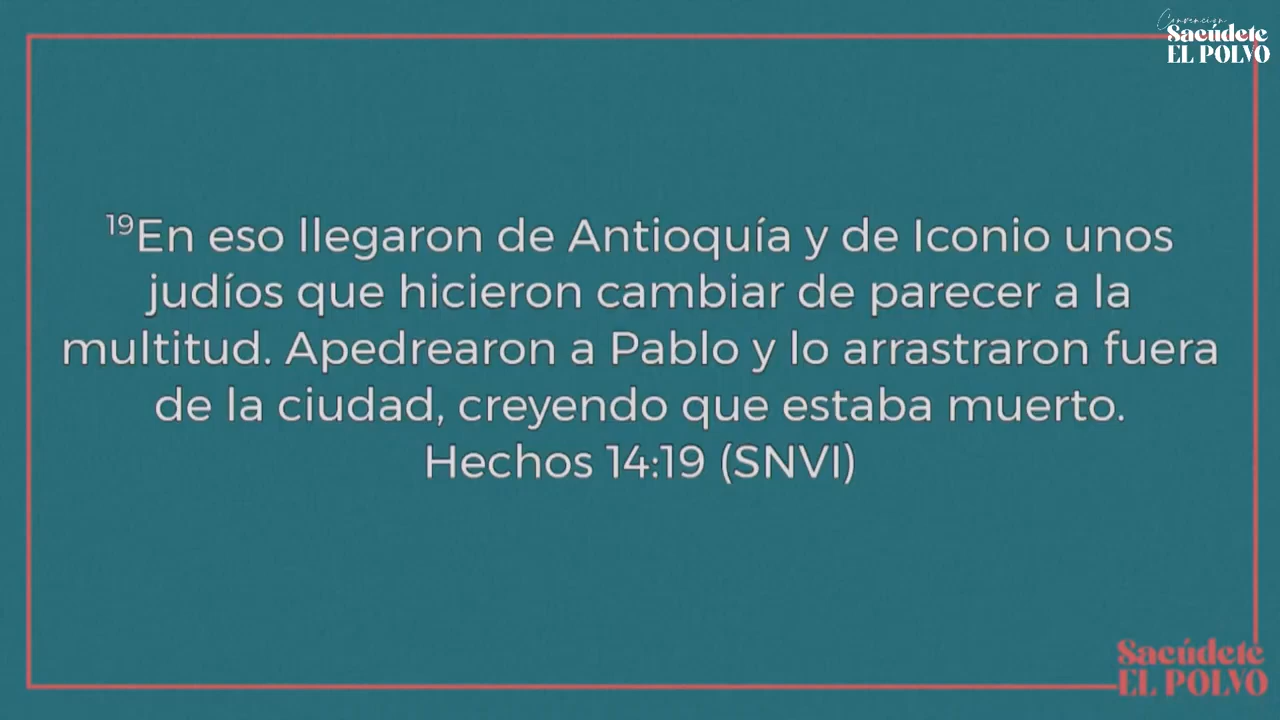 Convención
Sacúdete
EL POLVO
¹⁹En eso llegaron de Antioquía y de Iconio unos
judíos que hicieron cambiar de parecer a la
multitud. Apedrearon a Pablo y lo arrastraron fuera
de la ciudad, creyendo que estaba muerto.
Hechos 14:19 (SNVI)
Sacúdete
EL POLVO